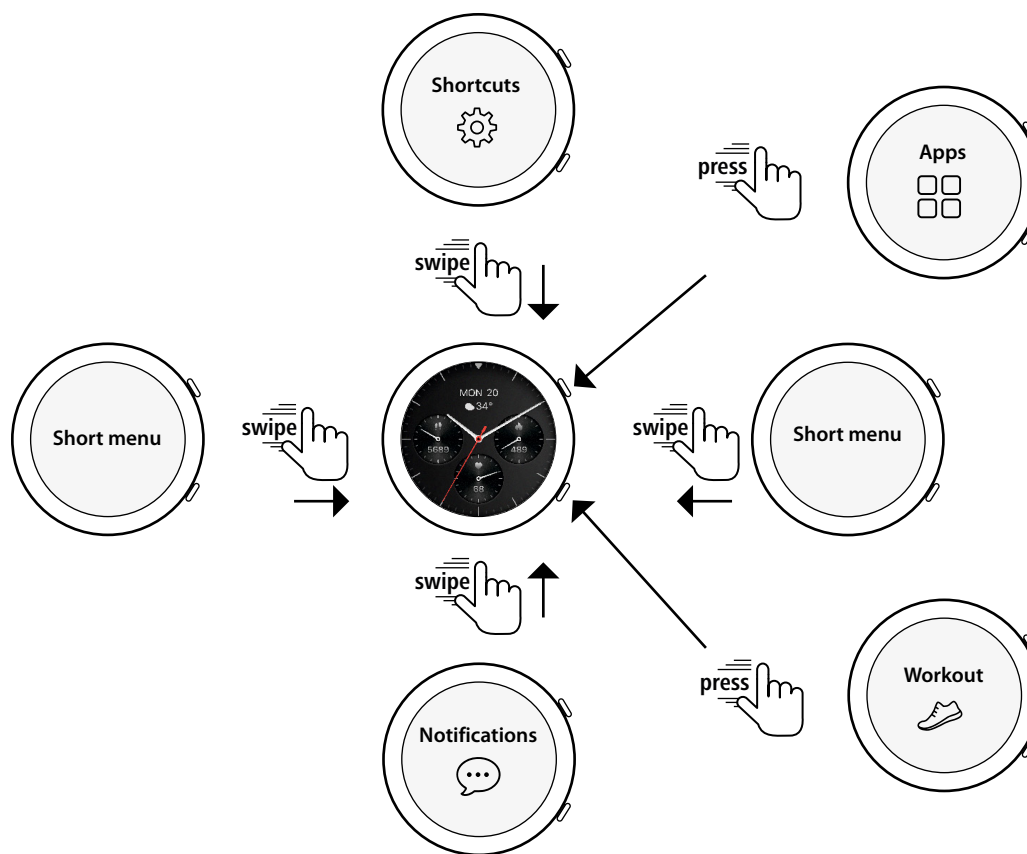 Shortcuts
press
Apps
swipe
MON 20
34°
5689
489
68
Short menu
swipe
swipe
Short menu
swipe
press
Workout
Notifications